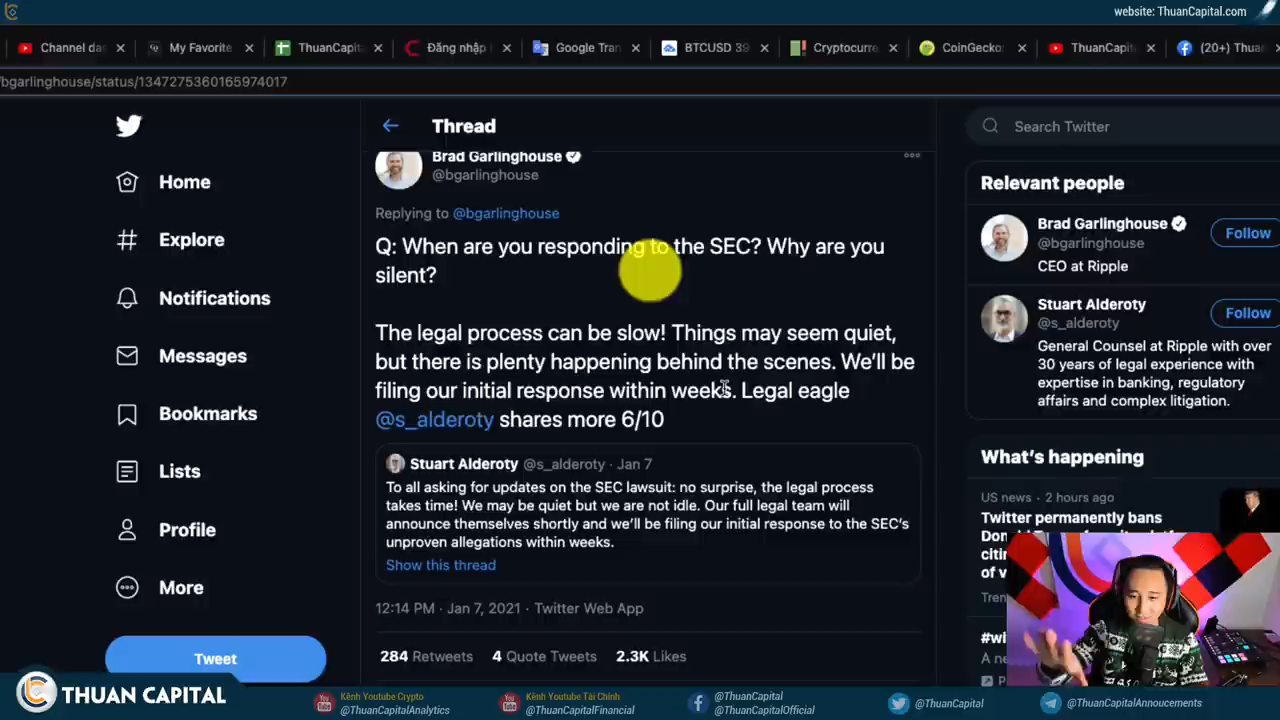 website: ThuanCapital.com
Channel das
My Favorite
ThuanCapit
Đăng nhập
Google Tran
BTCUSD 39
Cryptocurre
CoinGecko:
ThuanCapit
(20+) Thua
/bgarlinghouse/status/1347275360165974017
Thread
Search Twitter
Home
Explore
Notifications
Messages
Bookmarks
Lists
Profile
More
Tweet
Brad Garlinghouse
@bgarlinghouse
Replying to @bgarlinghouse
Q: When are you responding to the SEC? Why are you
silent?
The legal process can be slow! Things may seem quiet,
but there is plenty happening behind the scenes. We'll be
filing our initial response within weeks. Legal eagle
@s_alderoty shares more 6/10
Stuart Alderoty @s_alderoty · Jan 7
To all asking for updates on the SEC lawsuit: no surprise, the legal process
takes time! We may be quiet but we are not idle. Our full legal team will
announce themselves shortly and we'll be filing our initial response to the SEC's
unproven allegations within weeks.
Show this thread
12:14 PM · Jan 7, 2021 · Twitter Web App
284 Retweets 4 Quote Tweets 2.3K Likes
Relevant people
Brad Garlinghouse
@bgarlinghouse
Follow
CEO at Ripple
Stuart Alderoty
@s_alderoty
Follow
General Counsel at Ripple with over
30 years of legal experience with
expertise in banking, regulatory
affairs and complex litigation.
What's happening
US news · 2 hours ago
Twitter permanently bans
Don
citin
of v
Tren
#wi
A ne
THUAN CAPITAL
Kênh Youtube Crypto
@ThuanCapitalAnalytics
Kênh Youtube Tài Chính
@ThuanCapitalFinancial
@ThuanCapital
@ThuanCapitalOfficial
@ThuanCapital
@ThuanCapitalAnnoucements